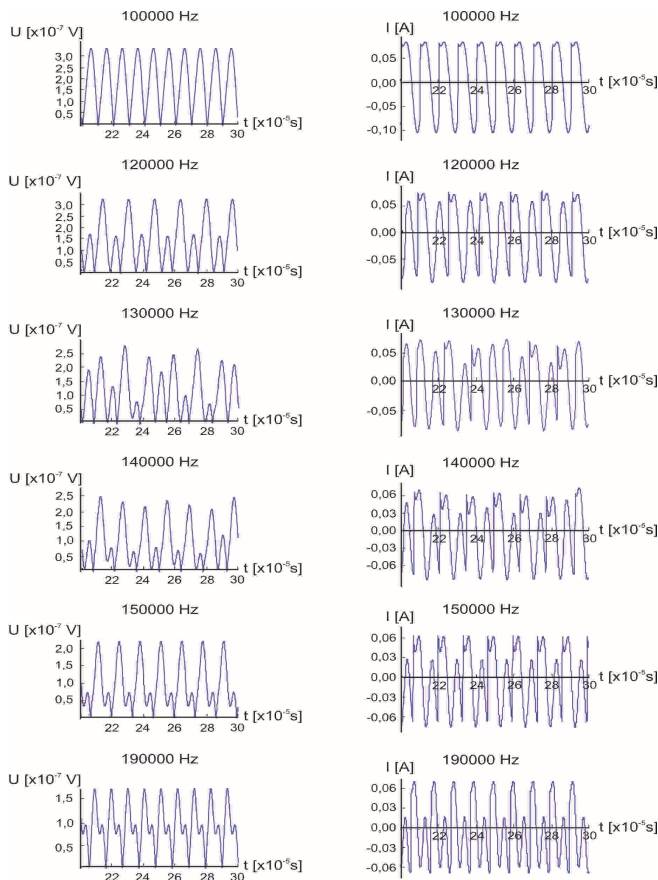 100000 Hz
U [x10⁻⁷ V]
3,0
2,5
2,0
1,5
1,0
0,5
22 24 26 28 30
t [x10⁻⁵s]
100000 Hz
I [A]
0,05
0,00
-0,05
-0,10
22 24 26 28 30
t [x10⁻⁵s]
120000 Hz
U [x10⁻⁷ V]
3,0
2,5
2,0
1,5
1,0
0,5
22 24 26 28 30
t [x10⁻⁵s]
120000 Hz
I [A]
0,05
0,00
-0,05
22 24 26 28 30
t [x10⁻⁵s]
130000 Hz
U [x10⁻⁷ V]
2,5
2,0
1,5
1,0
0,5
22 24 26 28 30
t [x10⁻⁵s]
130000 Hz
I [A]
0,05
0,00
-0,05
22 24 26 28 30
t [x10⁻⁵s]
140000 Hz
U [x10⁻⁷ V]
2,5
2,0
1,5
1,0
0,5
22 24 26 28 30
t [x10⁻⁵s]
140000 Hz
I [A]
0,06
0,03
0,00
-0,03
-0,06
22 24 26 28 30
t [x10⁻⁵s]
150000 Hz
U [x10⁻⁷ V]
2,0
1,5
1,0
0,5
22 24 26 28 30
t [x10⁻⁵s]
150000 Hz
I [A]
0,06
0,03
0,00
-0,03
-0,06
22 24 26 28 30
t [x10⁻⁵s]
190000 Hz
U [x10⁻⁷ V]
1,5
1,0
0,5
22 24 26 28 30
t [x10⁻⁵s]
190000 Hz
I [A]
0,06
0,03
0,00
-0,03
-0,06
22 24 26 28 30
t [x10⁻⁵s]